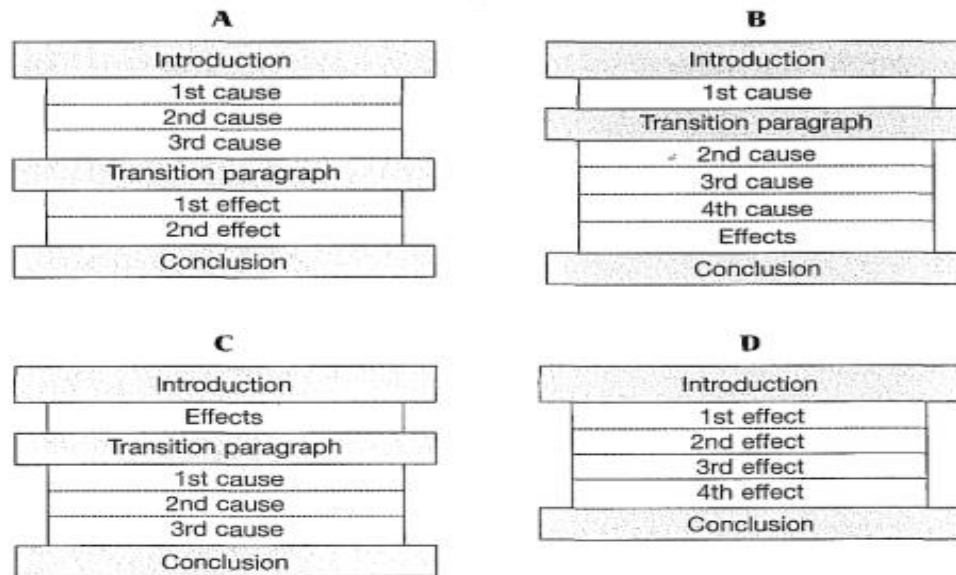 A
Introduction
1st cause
2nd cause
3rd cause
Transition paragraph
1st effect
2nd effect
Conclusion
B
Introduction
1st cause
Transition paragraph
2nd cause
3rd cause
4th cause
Effects
Conclusion
C
Introduction
Effects
Transition paragraph
1st cause
2nd cause
3rd cause
Conclusion
D
Introduction
1st effect
2nd effect
3rd effect
4th effect
Conclusion